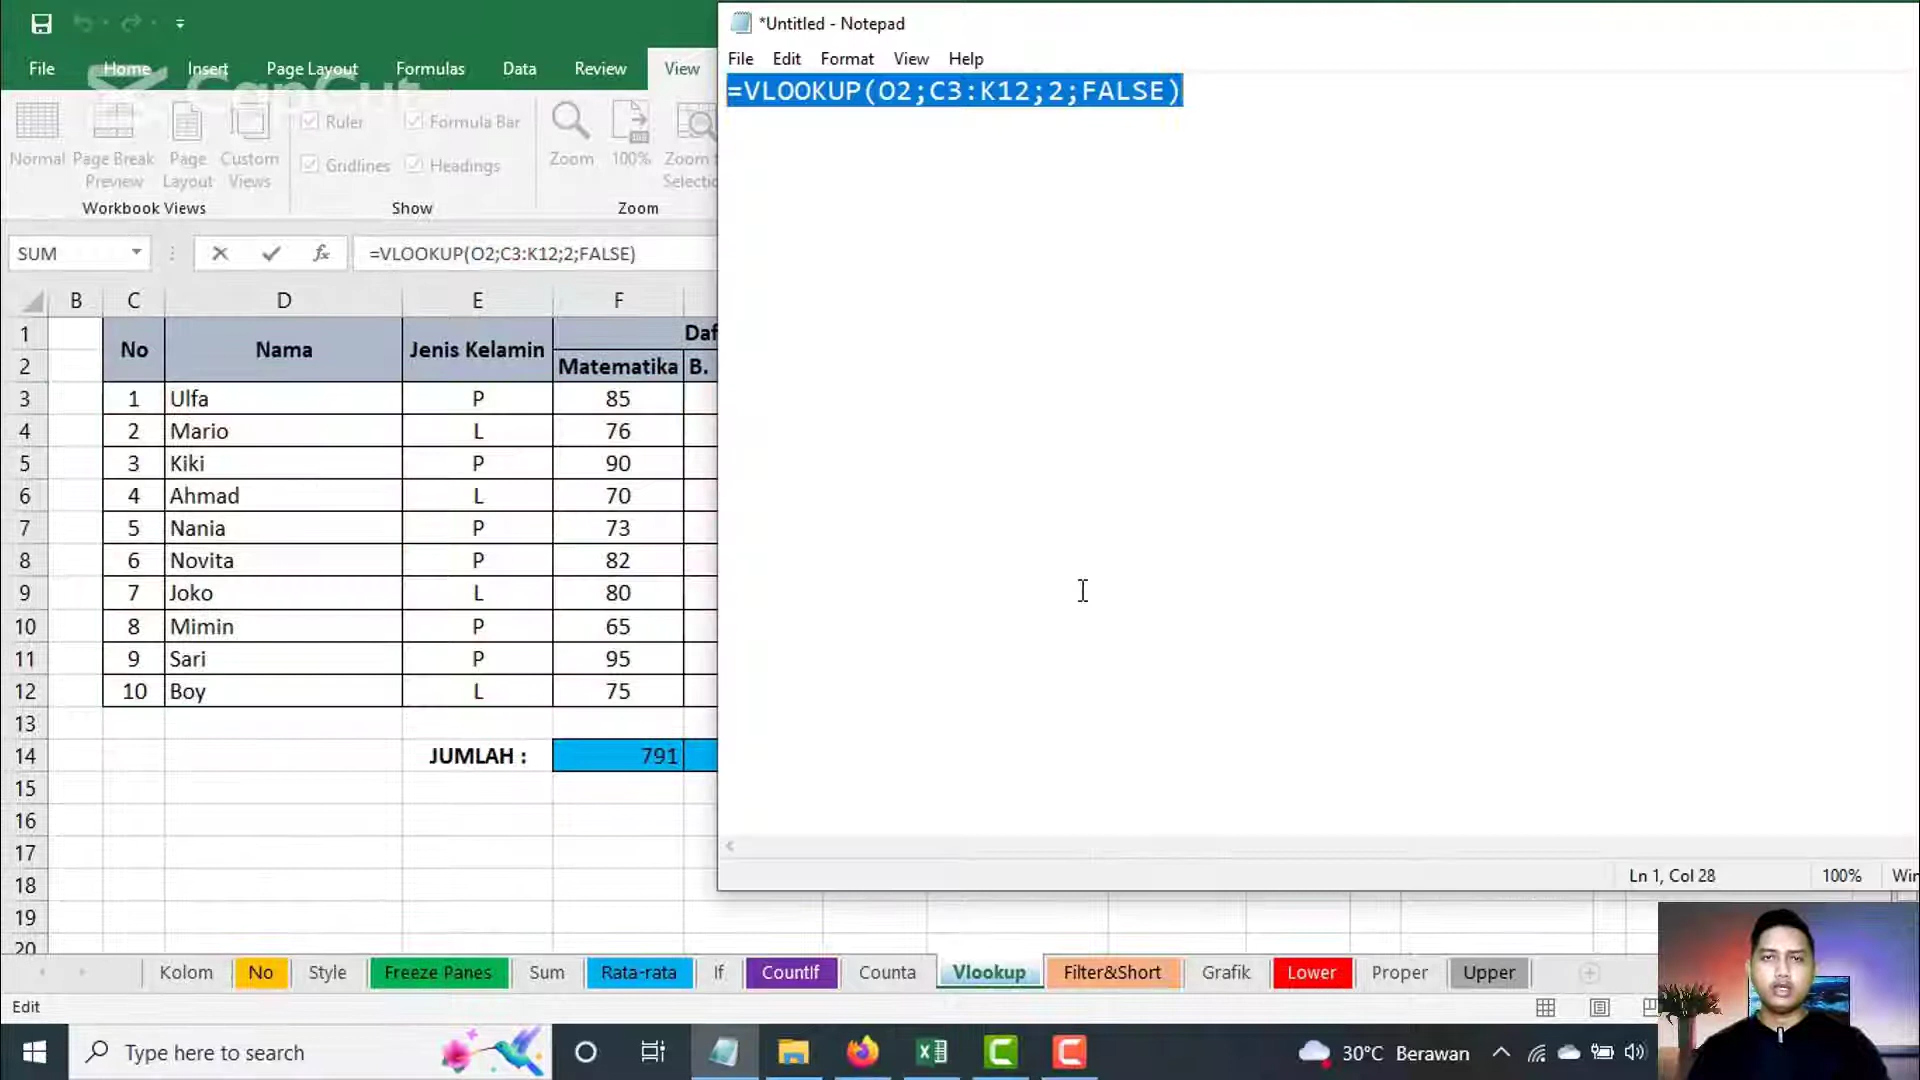 *Untitled - Notepad
File Edit Format View Help
=VLOOKUP(O2;C3:K12;2;FALSE)
File Home Insert Page Layout Formulas Data Review View
CapCut
Normal Page Break Preview Page Layout Custom Views
Ruler Formula Bar
Gridlines Headings
Zoom 100% Zoom
Selectio
Workbook Views Show Zoom
SUM fx =VLOOKUP(O2;C3:K12;2;FALSE)
B C D E F
1 No Nama Jenis Kelamin Daf
2 Matematika B.
3 1 Ulfa P 85
4 2 Mario L 76
5 3 Kiki P 90
6 4 Ahmad L 70
7 5 Nania P 73
8 6 Novita P 82
9 7 Joko L 80
10 8 Mimin P 65
11 9 Sari P 95
12 10 Boy L 75
13
14 JUMLAH : 791
15
16
17
18
19
20
Ln 1, Col 28 100% Win
Kolom No Style Freeze Panes Sum Rata-rata If CountIf Counta Vlookup Filter&Short Grafik Lower Proper Upper
Edit
Type here to search 30°C Berawan